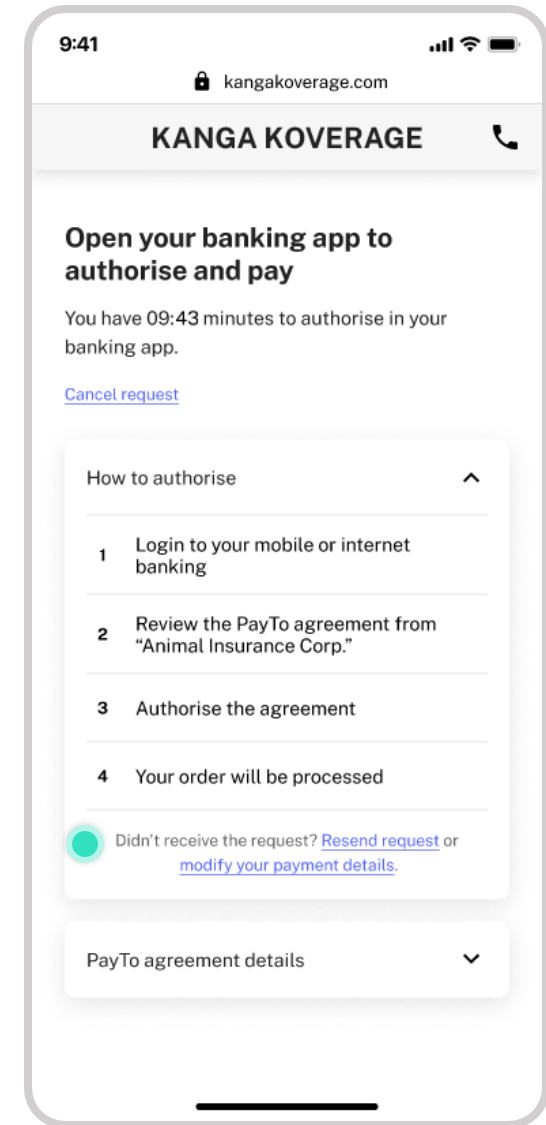 9:41
kangakoverage.com
KANGA KOVERAGE
Open your banking app to
authorise and pay
You have 09:43 minutes to authorise in your
banking app.
Cancel request
How to authorise
1 Login to your mobile or internet
banking
2 Review the PayTo agreement from
“Animal Insurance Corp.”
3 Authorise the agreement
4 Your order will be processed
Didn’t receive the request? Resend request or
modify your payment details.
PayTo agreement details